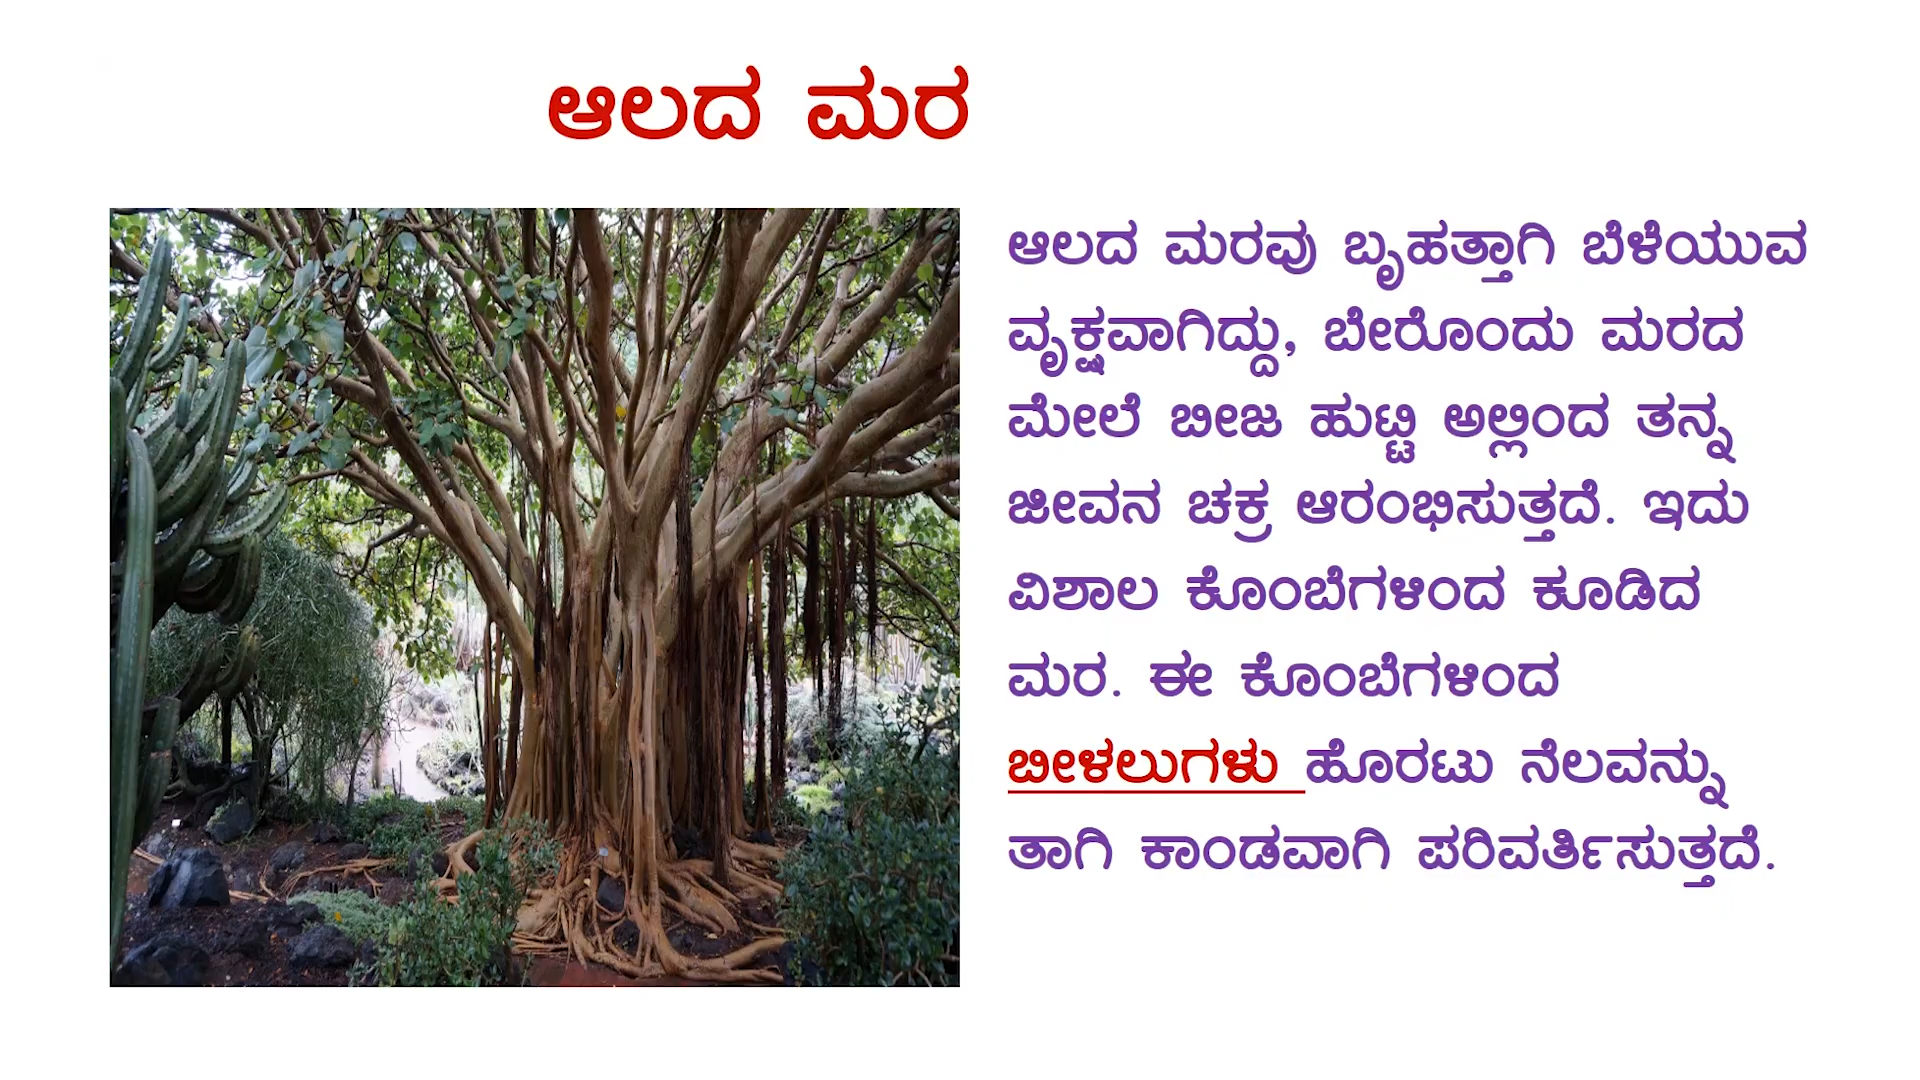 ಆಲದ ಮರ
ಆಲದ ಮರವು ಬೃಹತ್ತಾಗಿ ಬೆಳೆಯುವ
ವೃಕ್ಷವಾಗಿದ್ದು, ಬೇರೊಂದು ಮರದ
ಮೇಲೆ ಬೀಜ ಹುಟ್ಟಿ ಅಲ್ಲಿಂದ ತನ್ನ
ಜೀವನ ಚಕ್ರ ಆರಂಭಿಸುತ್ತದೆ. ಇದು
ವಿಶಾಲ ಕೊಂಬೆಗಳಿಂದ ಕೂಡಿದ
ಮರ. ಈ ಕೊಂಬೆಗಳಿಂದ
ಬೀಳಲುಗಳು ಹೊರಟು ನೆಲವನ್ನು
ತಾಗಿ ಕಾಂಡವಾಗಿ ಪರಿವರ್ತಿಸುತ್ತದೆ.